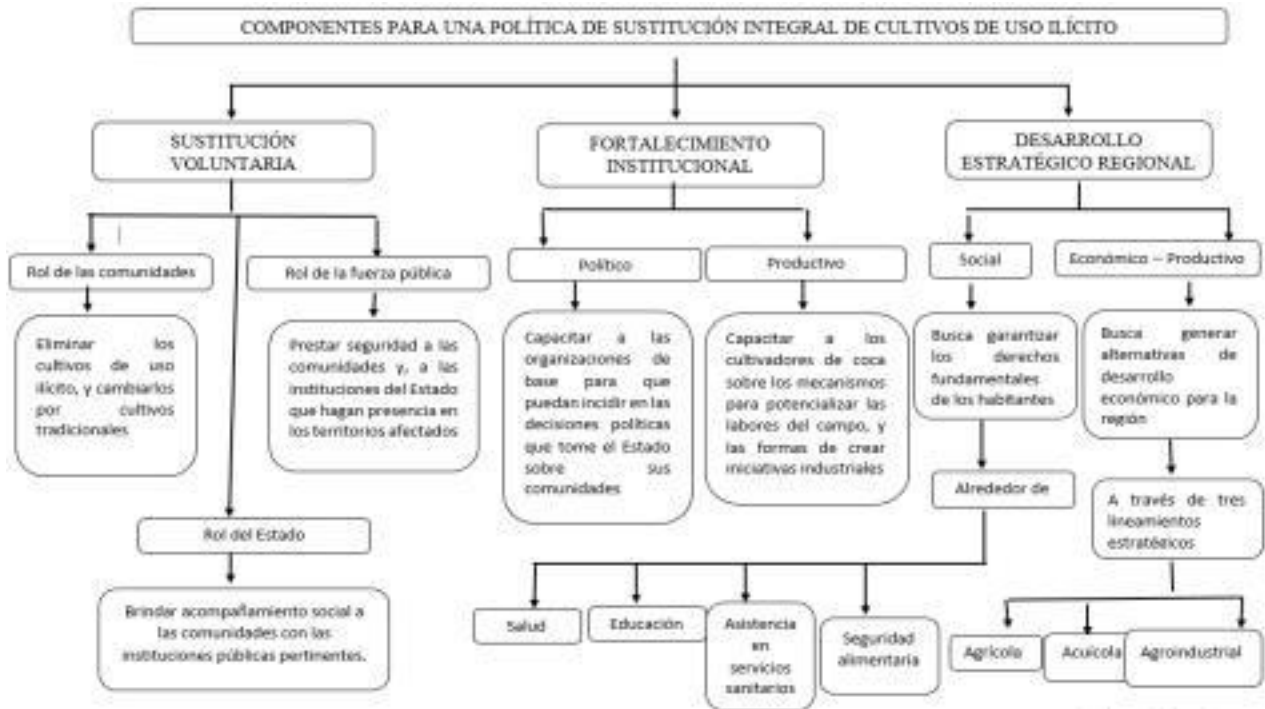 COMPONENTES PARA UNA POLÍTICA DE SUSTITUCIÓN INTEGRAL DE CULTIVOS DE USO ILÍCITO
SUSTITUCIÓN
VOLUNTARIA
FORTALECIMIENTO
INSTITUCIONAL
DESARROLLO
ESTRATÉGICO REGIONAL
Rol de las comunidades
Rol de la fuerza pública
Político
Productivo
Social
Económico – Productivo
Eliminar los
cultivos de uso
ilícito, y cambiarlos
por cultivos
tradicionales
Prestar seguridad a las
comunidades y, a las
instituciones del Estado
que hagan presencia en
los territorios afectados
Capacitar a las
organizaciones de
base para que
puedan incidir en las
decisiones políticas
que tome el Estado
sobre sus
comunidades
Capacitar a los
cultivadores de coca
sobre los mecanismos
para potencializar las
labores del campo, y
las formas de crear
iniciativas industriales
Busca garantizar
los derechos
fundamentales
de los habitantes
Busca generar
alternativas de
desarrollo
económico para la
región
Alrededor de
A través de tres
lineamientos
estratégicos
Rol del Estado
Brindar acompañamiento social a
las comunidades con las
instituciones públicas pertinentes.
Salud
Educación
Asistencia
en
servicios
sanitarios
Seguridad
alimentaria
Agrícola
Acuícola
Agroindustrial